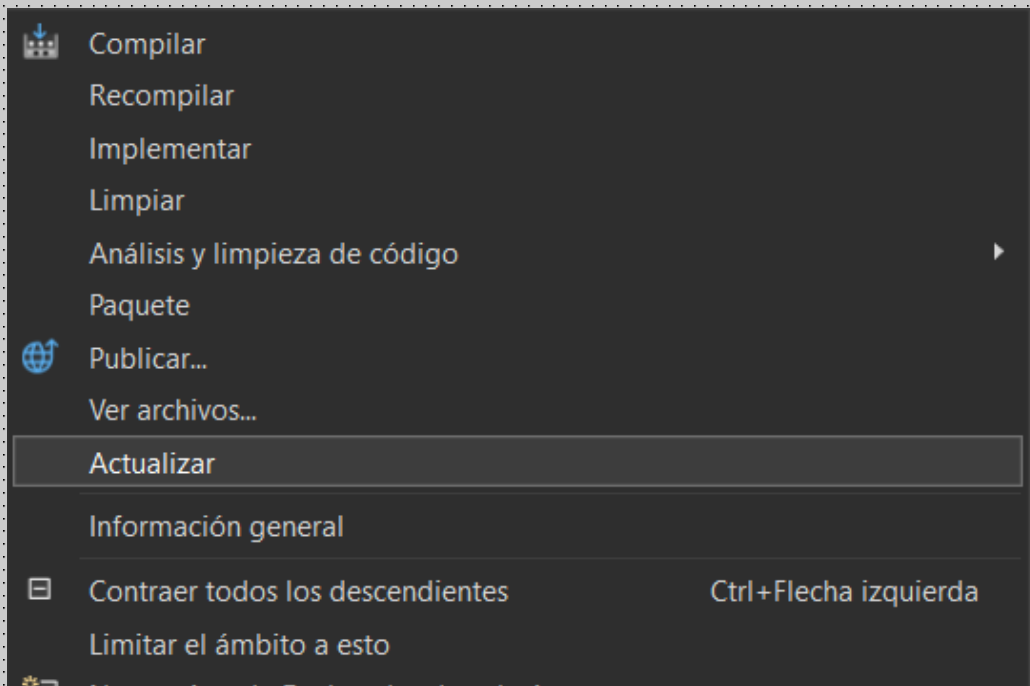 Compilar
Recompilar
Implementar
Limpiar
Análisis y limpieza de código
Paquete
Publicar...
Ver archivos...
Actualizar
Información general
Contraer todos los descendientes Ctrl+Flecha izquierda
Limitar el ámbito a esto